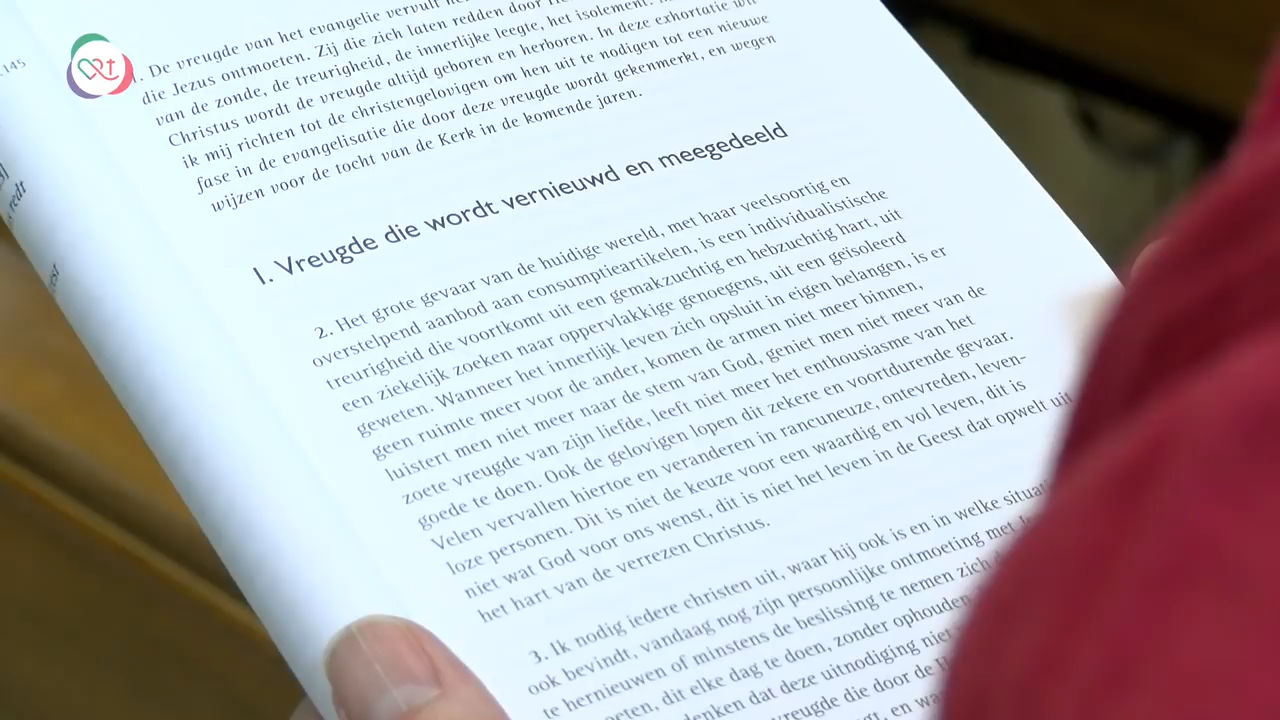 .145
1. De vreugde van het evangelie vervult
die Jezus ontmoeten. Zij die zich laten redden door
van de zonde, de treurigheid, de innerlijke leegte, het isolement.
Christus wordt de vreugde altijd geboren en herboren. In deze exhortatie wil
ik mij richten tot de christengelovigen om hen uit te nodigen tot een nieuwe
fase in de evangelisatie die door deze vreugde wordt gekenmerkt, en wegen
wijzen voor de tocht van de Kerk in de komende jaren.
I. Vreugde die wordt vernieuwd en meegedeeld
2. Het grote gevaar van de huidige wereld, met haar veelsoortig en
overstelpend aanbod aan consumptieartikelen, is een individualistische
treurigheid die voortkomt uit een gemakzuchtig en hebzuchtig hart, uit
een ziekelijk zoeken naar oppervlakkige genoegens, uit een geïsoleerd
geweten. Wanneer het innerlijk leven zich opsluit in eigen belangen, is er
geen ruimte meer voor de ander, komen de armen niet meer binnen,
luistert men niet meer naar de stem van God, geniet men niet meer van de
zoete vreugde van zijn liefde, leeft niet meer het enthousiasme van het
goede te doen. Ook de gelovigen lopen dit zekere en voortdurende gevaar.
Velen vervallen hiertoe en veranderen in rancuneuze, ontevreden, leven-
loze personen. Dit is niet de keuze voor een waardig en vol leven, dit is
niet wat God voor ons wenst, dit is niet het leven in de Geest dat opwelt uit
het hart van de verrezen Christus.
3. Ik nodig iedere christen uit, waar hij ook is en in welke situa
ook bevindt, vandaag nog zijn persoonlijke ontmoeting met
te hernieuwen of minstens de beslissing te nemen zich
eten, dit elke dag te doen, zonder ophouden
denken dat deze uitnodiging niet
vreugde die door de
en